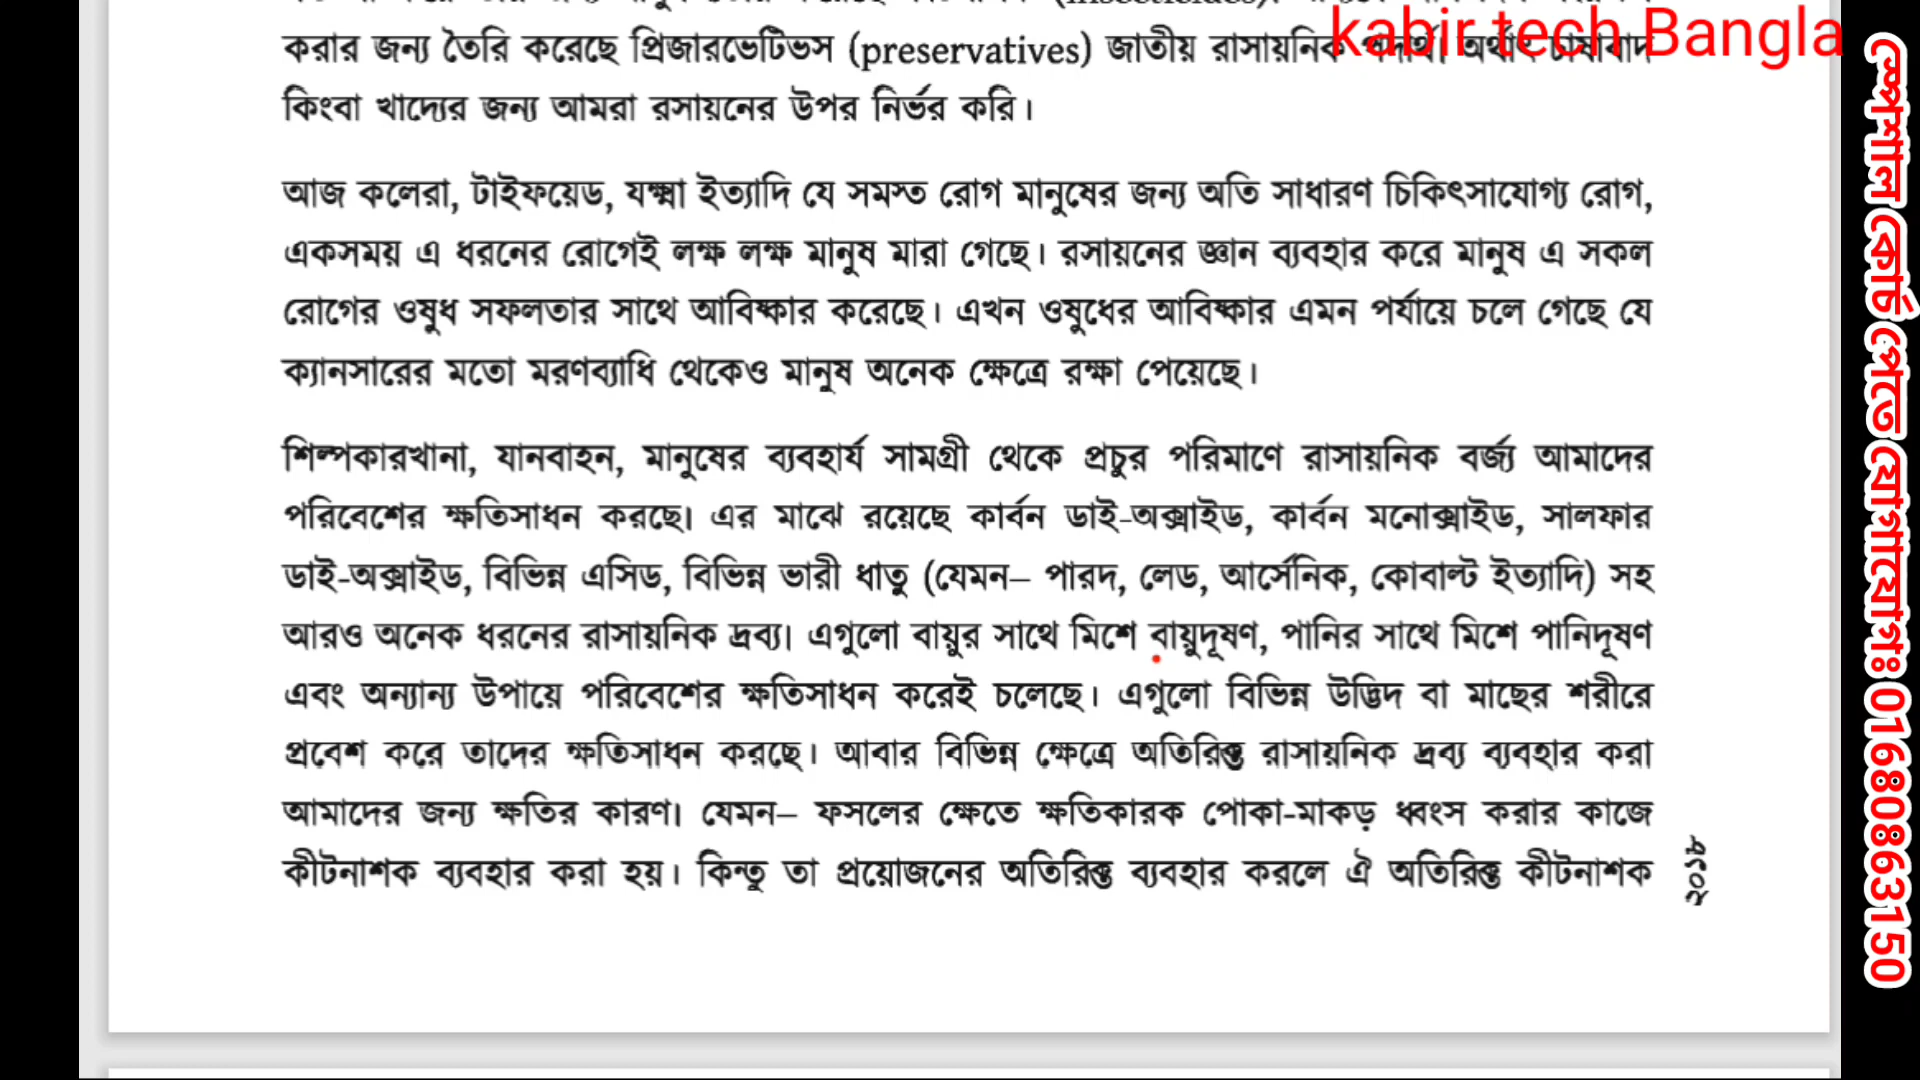 করার জন্য তৈরি করেছে প্রিজারভেটিভস (preservatives) জাতীয় রাসায়নিক পদার্থ। অর্থাৎ চাষাবাদ
কিংবা খাদ্যের জন্য আমরা রসায়নের উপর নির্ভর করি।
আজ কলেরা, টাইফয়েড, যক্ষ্মা ইত্যাদি যে সমস্ত রোগ মানুষের জন্য অতি সাধারণ চিকিৎসাযোগ্য রোগ,
একসময় এ ধরনের রোগেই লক্ষ লক্ষ মানুষ মারা গেছে। রসায়নের জ্ঞান ব্যবহার করে মানুষ এ সকল
রোগের ওষুধ সফলতার সাথে আবিষ্কার করেছে। এখন ওষুধের আবিষ্কার এমন পর্যায়ে চলে গেছে যে
ক্যানসারের মতো মরণব্যাধি থেকেও মানুষ অনেক ক্ষেত্রে রক্ষা পেয়েছে।
শিল্পকারখানা, যানবাহন, মানুষের ব্যবহার্য সামগ্রী থেকে প্রচুর পরিমাণে রাসায়নিক বর্জ্য আমাদের
পরিবেশের ক্ষতিসাধন করছে। এর মাঝে রয়েছে কার্বন ডাই-অক্সাইড, কার্বন মনোক্সাইড, সালফার
ডাই-অক্সাইড, বিভিন্ন এসিড, বিভিন্ন ভারী ধাতু (যেমন– পারদ, লেড, আর্সেনিক, কোবাল্ট ইত্যাদি) সহ
আরও অনেক ধরনের রাসায়নিক দ্রব্য। এগুলো বায়ুর সাথে মিশে বায়ুদূষণ, পানির সাথে মিশে পানিদূষণ
এবং অন্যান্য উপায়ে পরিবেশের ক্ষতিসাধন করেই চলেছে। এগুলো বিভিন্ন উদ্ভিদ বা মাছের শরীরে
প্রবেশ করে তাদের ক্ষতিসাধন করছে। আবার বিভিন্ন ক্ষেত্রে অতিরিক্ত রাসায়নিক দ্রব্য ব্যবহার করা
আমাদের জন্য ক্ষতির কারণ। যেমন– ফসলের ক্ষেতে ক্ষতিকারক পোকা-মাকড় ধ্বংস করার কাজে
কীটনাশক ব্যবহার করা হয়। কিন্তু তা প্রয়োজনের অতিরিক্ত ব্যবহার করলে ঐ অতিরিক্ত কীটনাশক
২০১৮
kabir tech Bangla
স্পেশাল কোর্চ পেতে যোগাযোগঃ 01680863150